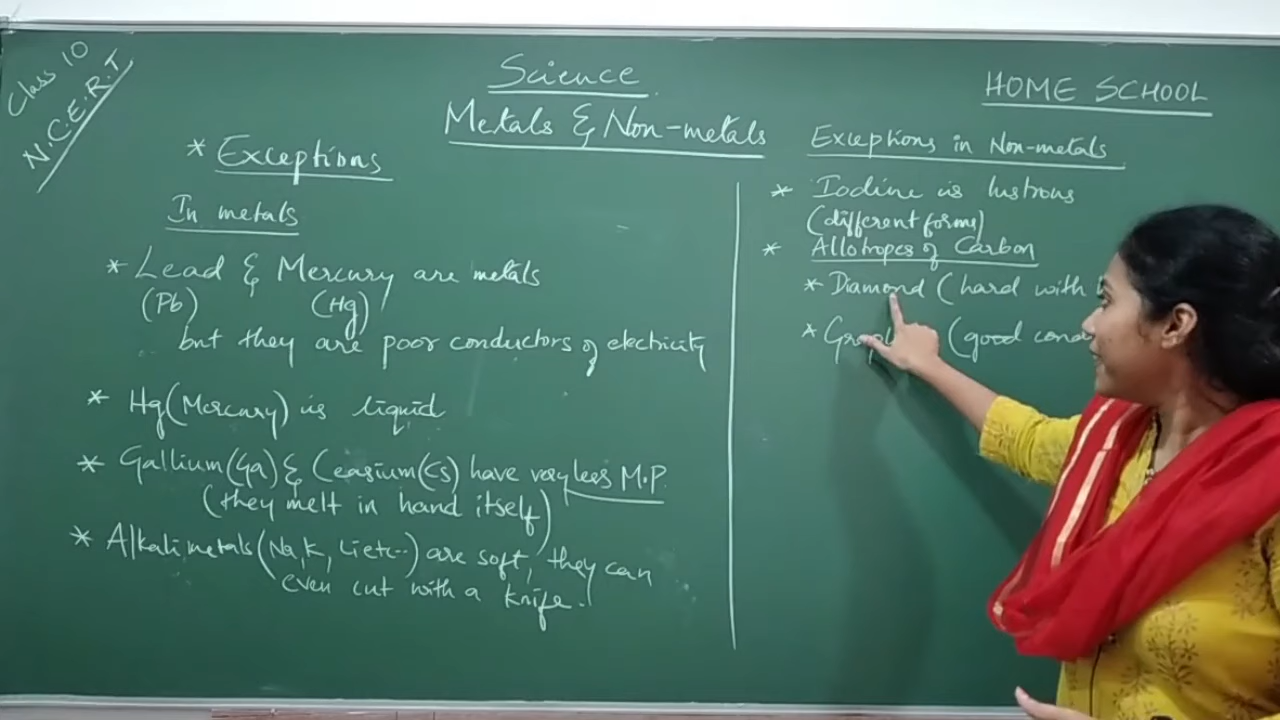 Class 10
N.C.E.R.T
Science
HOME SCHOOL
Metals & Non-metals
* Exceptions
In metals
* Lead & Mercury are metals
(Pb) (Hg)
but they are poor conductors of electricity
* Hg(Mercury) is liquid
* Gallium(Ga) & Ceasium(Cs) have very less M.P.
(they melt in hand itself)
* Alkali metals (Na, K, Li etc..) are soft, they can
even cut with a knife.
Exceptions in Non-metals
* Iodine is lustrous
(different forms)
* Allotropes of Carbon
* Diamond (hard with
* (good